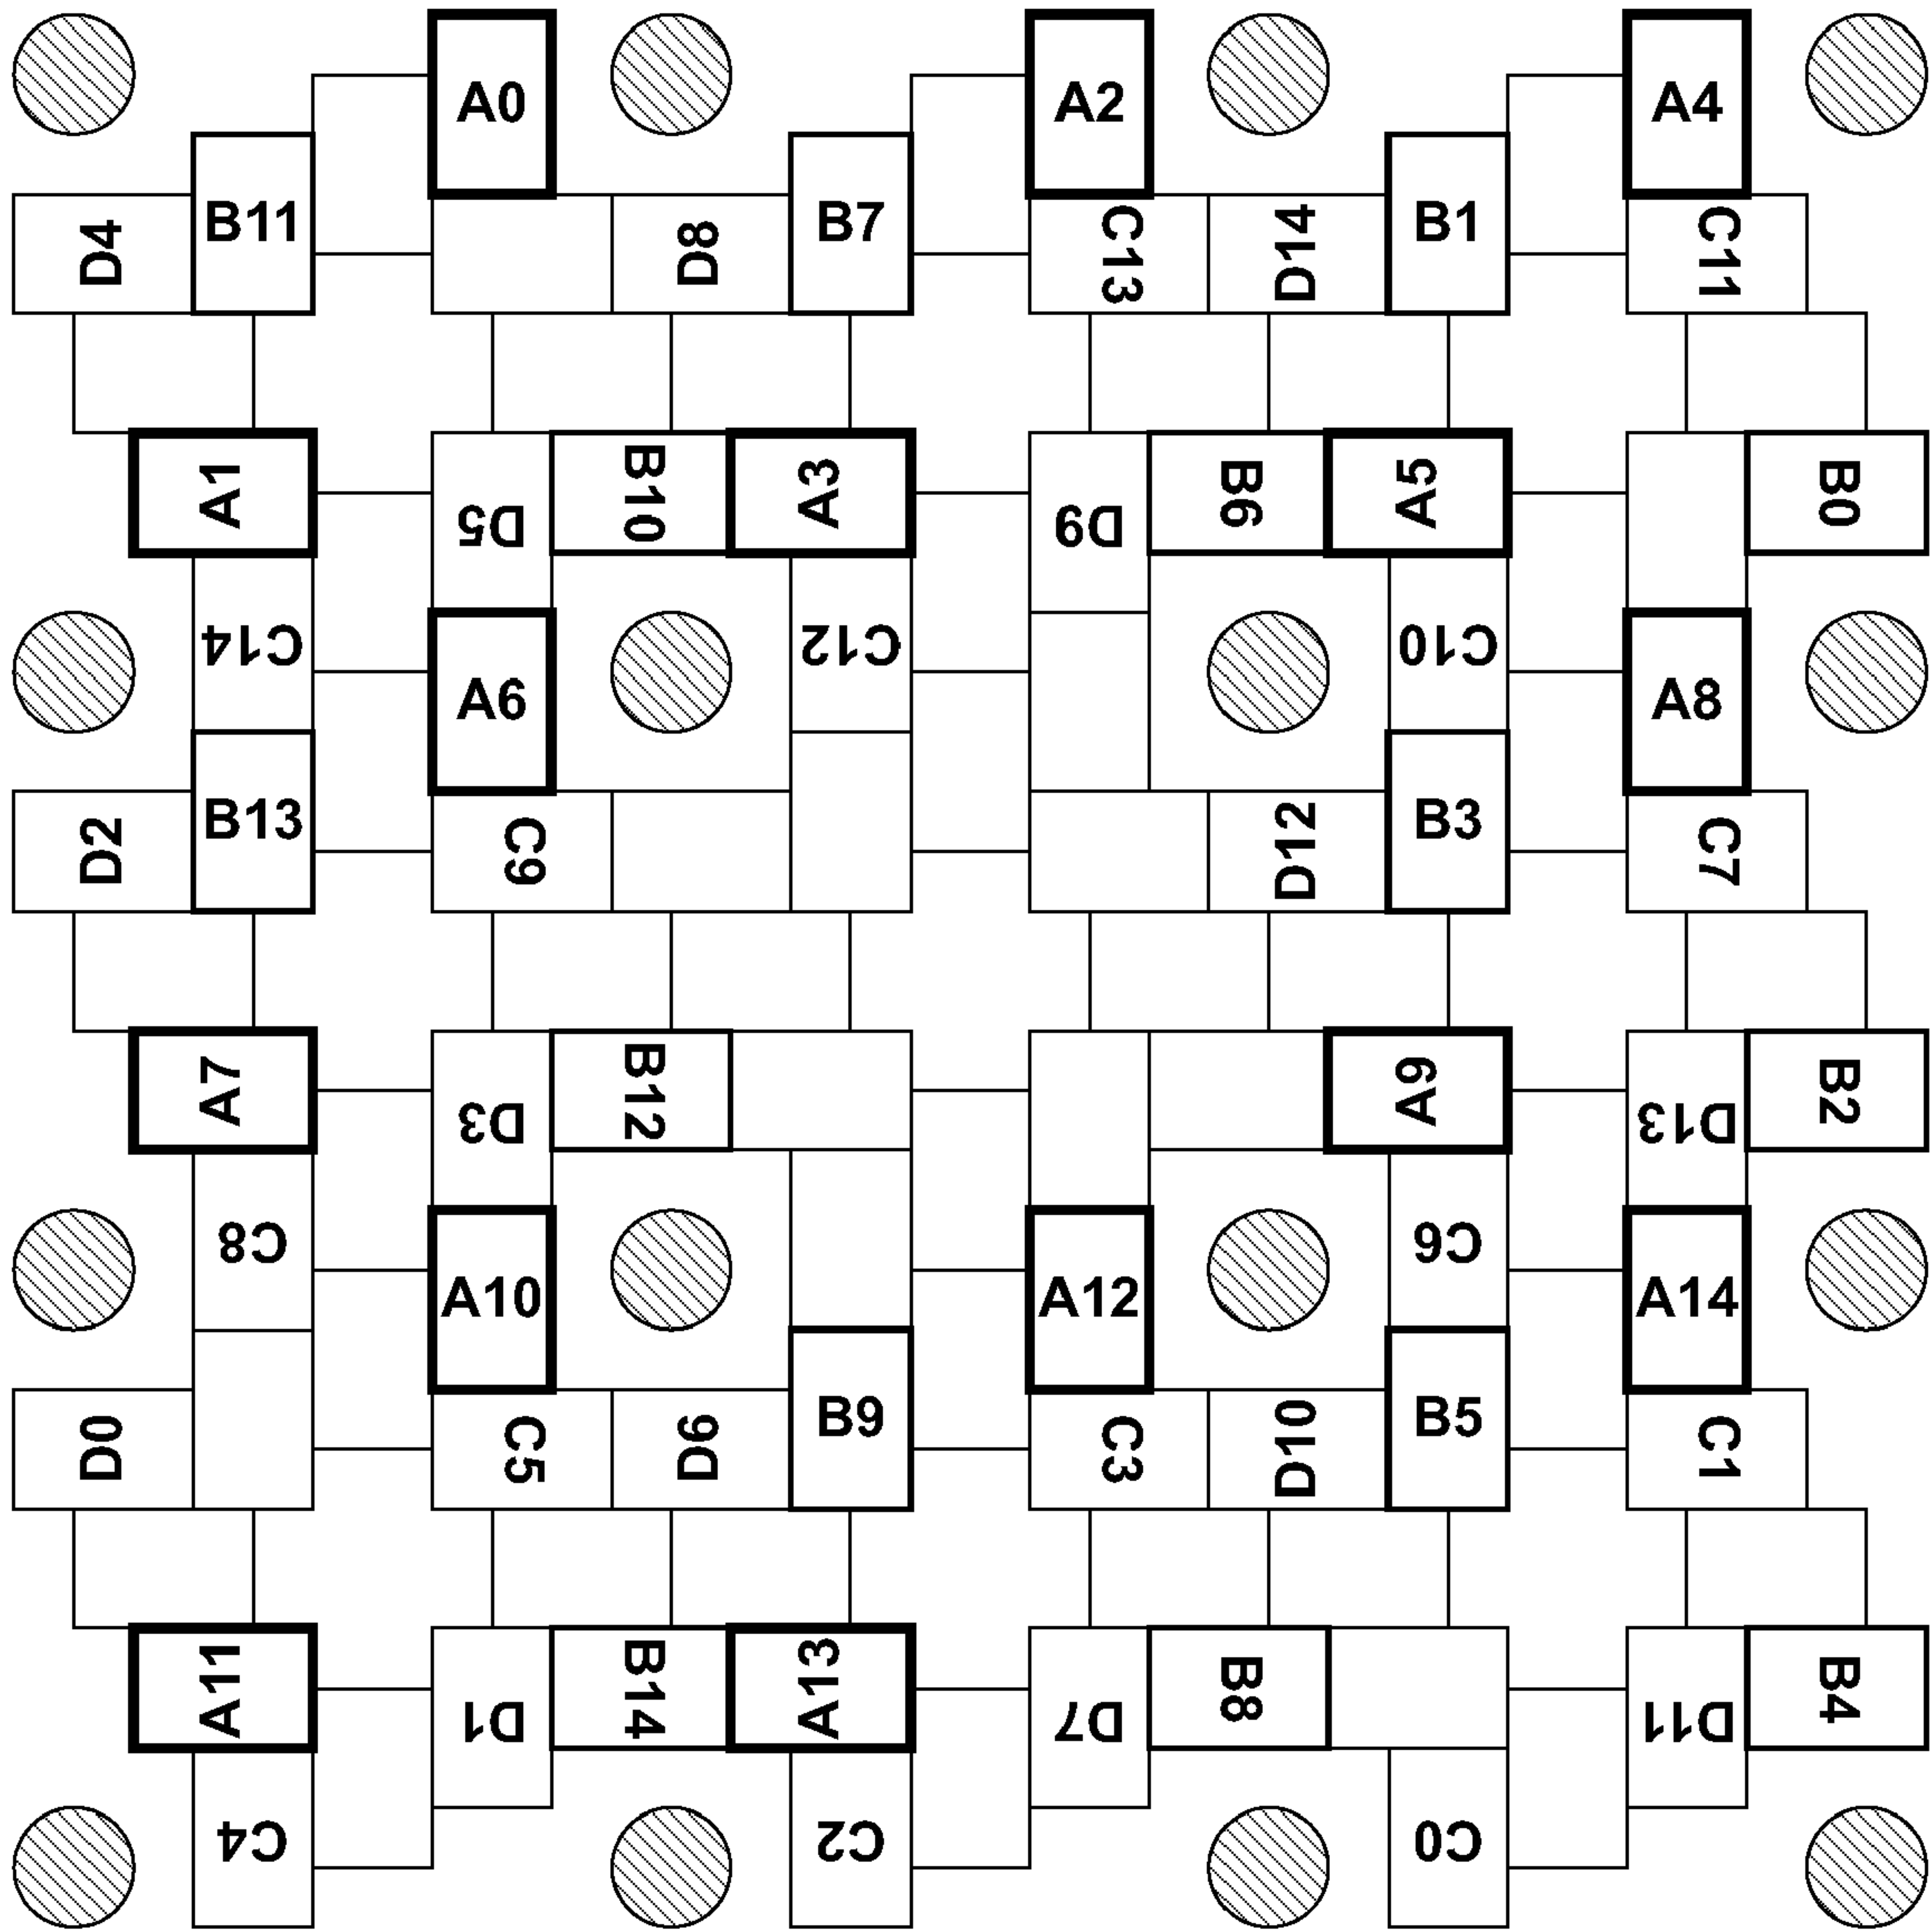 A0 A2 A4
D4 B11 D8 B7 C13 D14 B1 C11
A1 D5 B10 A3 D9 B6 A5 B0
C14 A6 C12 C10 A8
D2 B13 C9 D12 B3 C7
A7 D3 B12 A9 D13 B2
C8 A10 C6 A12 A14
D0 C5 D6 B9 C3 D10 B5 C1
A11 D1 B14 A13 D7 B8 D11 B4
C4 C2 C0